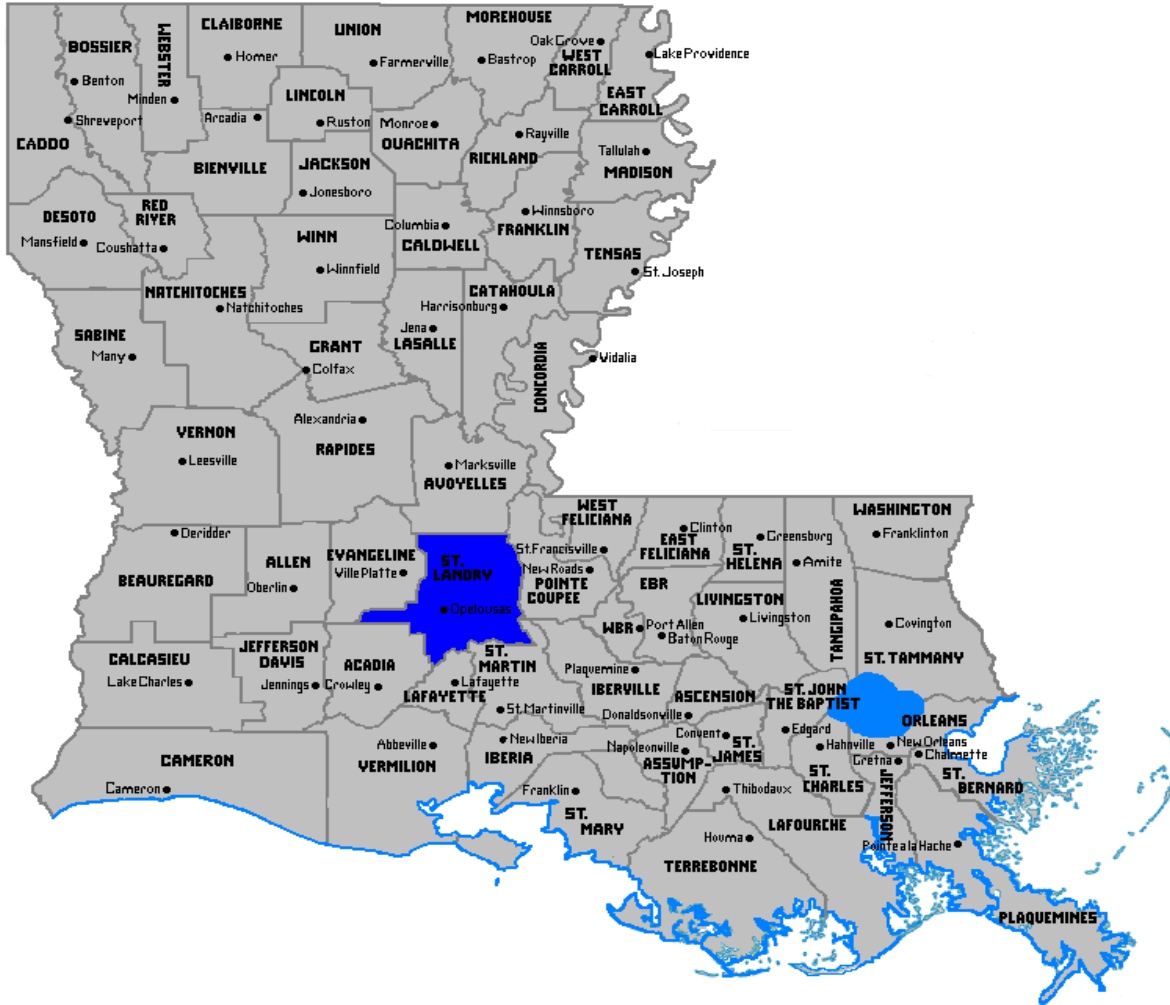 CLAIBORNE
UNION
MOREHOUSE
BOSSIER
WEBSTER
Homer
Farmerville
Bastrop
Oak Grove
WEST
CARROLL
Lake Providence
Benton
Minden
LINCOLN
EAST
CARROLL
Shreveport
Arcadia
Ruston
Monroe
OUACHITA
Rayville
RICHLAND
CADDO
BIENVILLE
JACKSON
Jonesboro
Tallulah
MADISON
DESOTO
RED
RIVER
Mansfield
Coushatta
WINN
Columbia
CALDWELL
Winnsboro
FRANKLIN
TENSAS
Winnfield
St. Joseph
NATCHITOCHES
Natchitoches
CATAHOULA
Harrisonburg
SABINE
Many
GRANT
Colfax
Jena
LASALLE
CONCORDIA
Vidalia
VERNON
Leesville
Alexandria
RAPIDES
Marksville
AVOYELLES
Deridder
BEAUREGARD
ALLEN
Oberlin
EVANGELINE
Ville Platte
ST.
LANDRY
Opelousas
WEST
FELICIANA
St. Francisville
New Roads
POINTE
COUPEE
EAST
FELICIANA
Clinton
Greensburg
ST.
HELENA
Amite
WASHINGTON
Franklinton
EBR
LIVINGSTON
Livingston
TANGIPAHOA
Covington
ST. TAMMANY
WBR
Port Allen
Baton Rouge
CALCASIEU
Lake Charles
JEFFERSON
DAVIS
Jennings
ACADIA
Crowley
ST.
MARTIN
Lafayette
LAFAYETTE
St. Martinville
Plaquemine
IBERVILLE
ASCENSION
Donaldsonville
ST. JOHN
THE BAPTIST
ORLEANS
CAMERON
Cameron
Abbeville
VERMILION
New Iberia
IBERIA
Napoleonville
ASSUMP-
TION
Convent
ST.
JAMES
Edgard
Hahnville
New Orleans
Chalmette
Gretna
ST.
CHARLES
JEFFERSON
ST.
BERNARD
Franklin
ST.
MARY
Thibodaux
LAFOURCHE
Houma
TERREBONNE
Pointe a la Hache
PLAQUEMINES